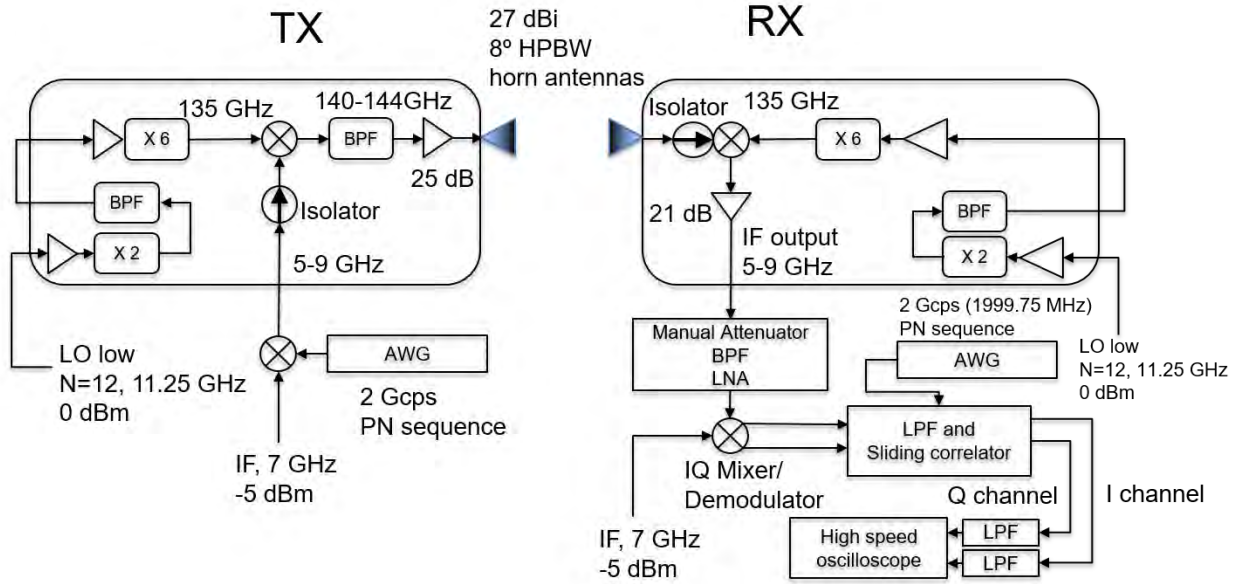 TX
27 dBi
8º HPBW
horn antennas
RX
135 GHz
140-144GHz
X 6
BPF
25 dB
BPF
Isolator
X 2
5-9 GHz
LO low
N=12, 11.25 GHz
0 dBm
AWG
2 Gcps
PN sequence
IF, 7 GHz
-5 dBm
Isolator
135 GHz
X 6
21 dB
BPF
IF output
5-9 GHz
X 2
Manual Attenuator
BPF
LNA
2 Gcps (1999.75 MHz)
PN sequence
AWG
LO low
N=12, 11.25 GHz
0 dBm
LPF and
Sliding correlator
IQ Mixer/
Demodulator
Q channel
I channel
IF, 7 GHz
-5 dBm
High speed
oscilloscope
LPF
LPF